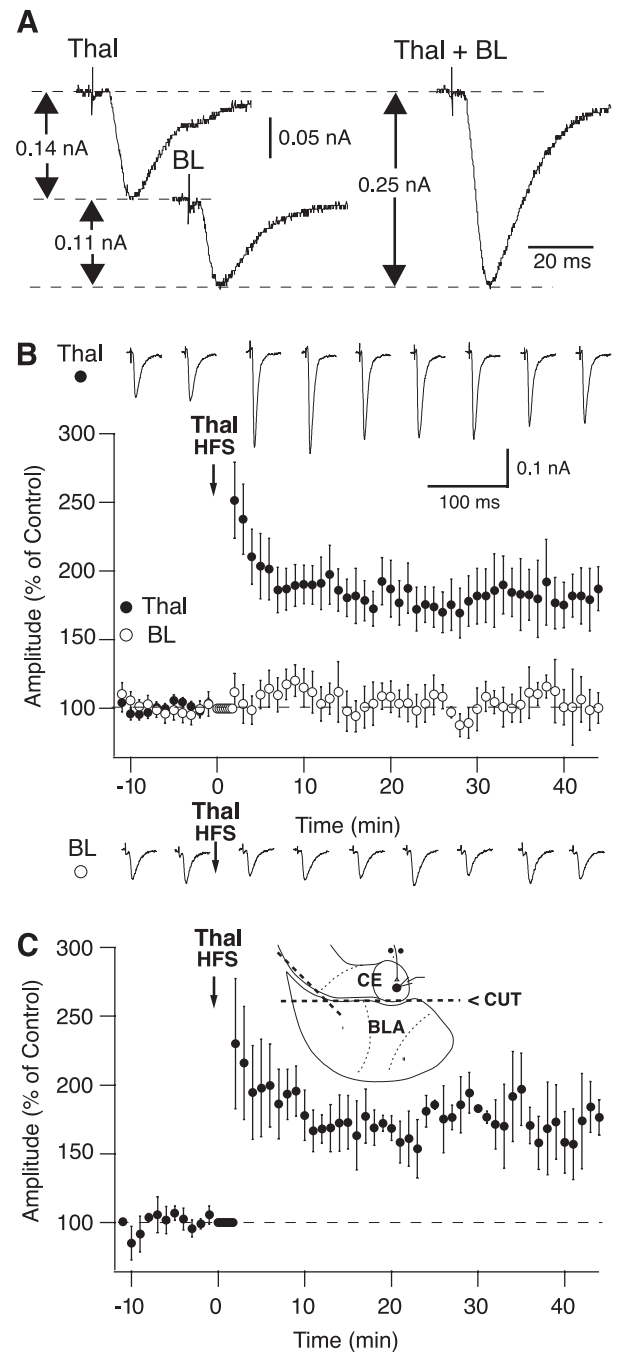 A
Thal
Thal + BL
0.14 nA
0.05 nA
BL
0.25 nA
0.11 nA
20 ms
B
Thal
Thal
HFS
300
250
200
150
100
0.1 nA
100 ms
Amplitude (% of Control)
Thal
BL
-10 0 10 20 30 40
Time (min)
Thal
HFS
BL
C
Thal
HFS
300
250
200
150
100
CE
< CUT
BLA
Amplitude (% of Control)
-10 0 10 20 30 40
Time (min)